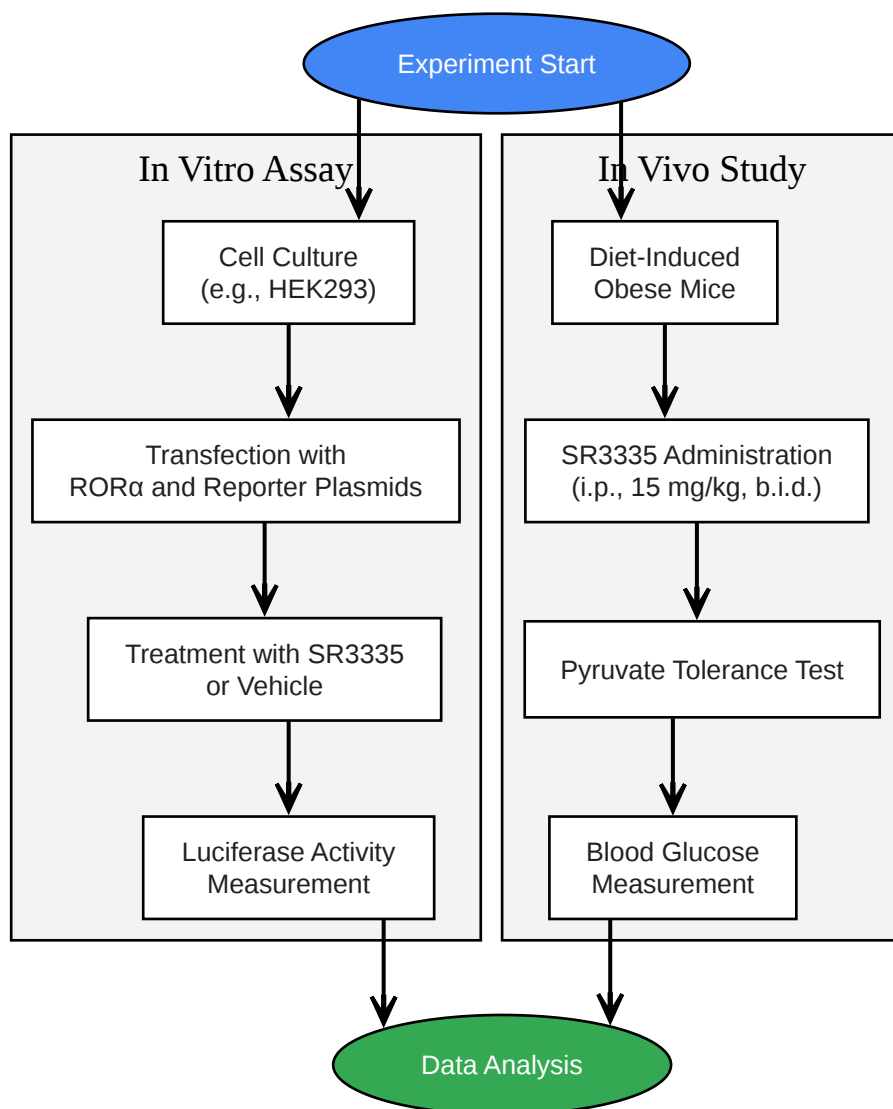 Experiment Start
In Vitro Assay
Cell Culture
(e.g., HEK293)
Transfection with
RORα and Reporter Plasmids
Treatment with SR3335
or Vehicle
Luciferase Activity
Measurement
In Vivo Study
Diet-Induced
Obese Mice
SR3335 Administration
(i.p., 15 mg/kg, b.i.d.)
Pyruvate Tolerance Test
Blood Glucose
Measurement
Data Analysis